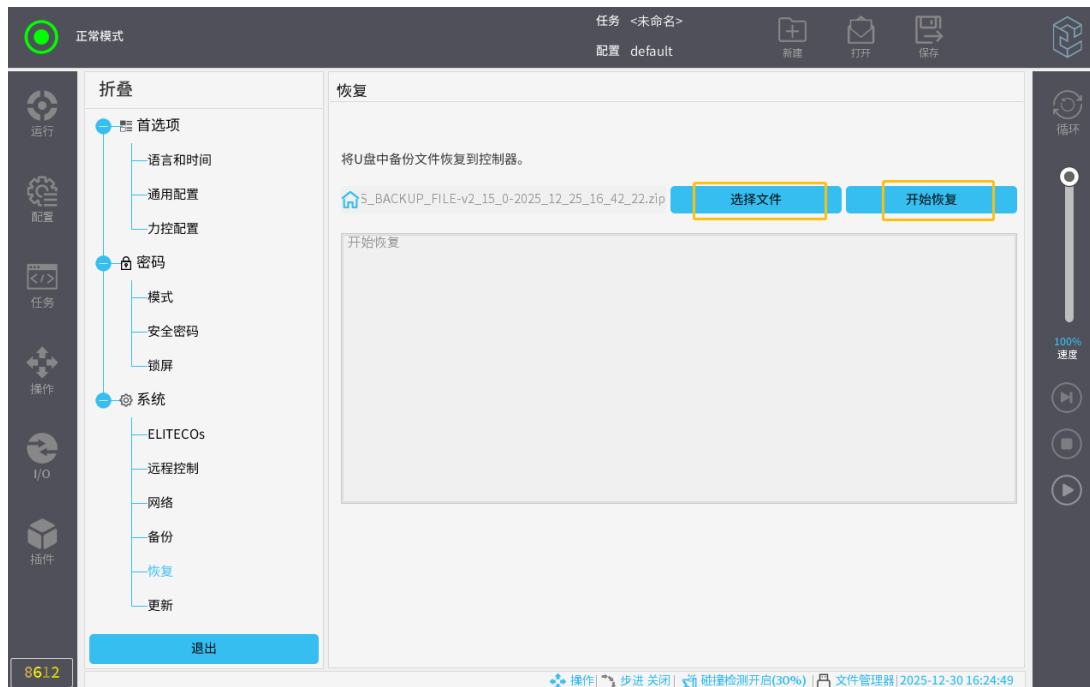 正常模式
任务 <未命名>
配置 default
新建
打开
保存
运行
配置
任务
操作
I/O
插件
8612
折叠
首选项
语言和时间
通用配置
力控配置
密码
模式
安全密码
锁屏
系统
ELITECOs
远程控制
网络
备份
恢复
更新
退出
恢复
将U盘中备份文件恢复到控制器。
S_BACKUP_FILE-v2_15_0-2025_12_25_16_42_22.zip
选择文件
开始恢复
开始恢复
循环
100%
速度
操作| 步进 关闭| 碰撞检测开启(30%) | 文件管理器| 2025-12-30 16:24:49